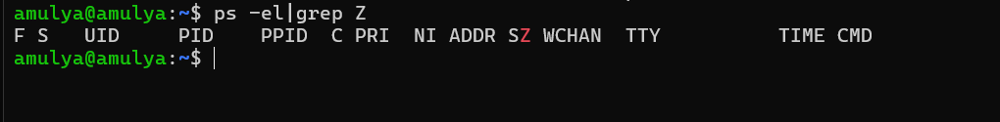 amulya@amulya:~$ ps -el|grep Z
F S   UID     PID    PPID  C PRI  NI ADDR SZ WCHAN  TTY          TIME CMD
amulya@amulya:~$